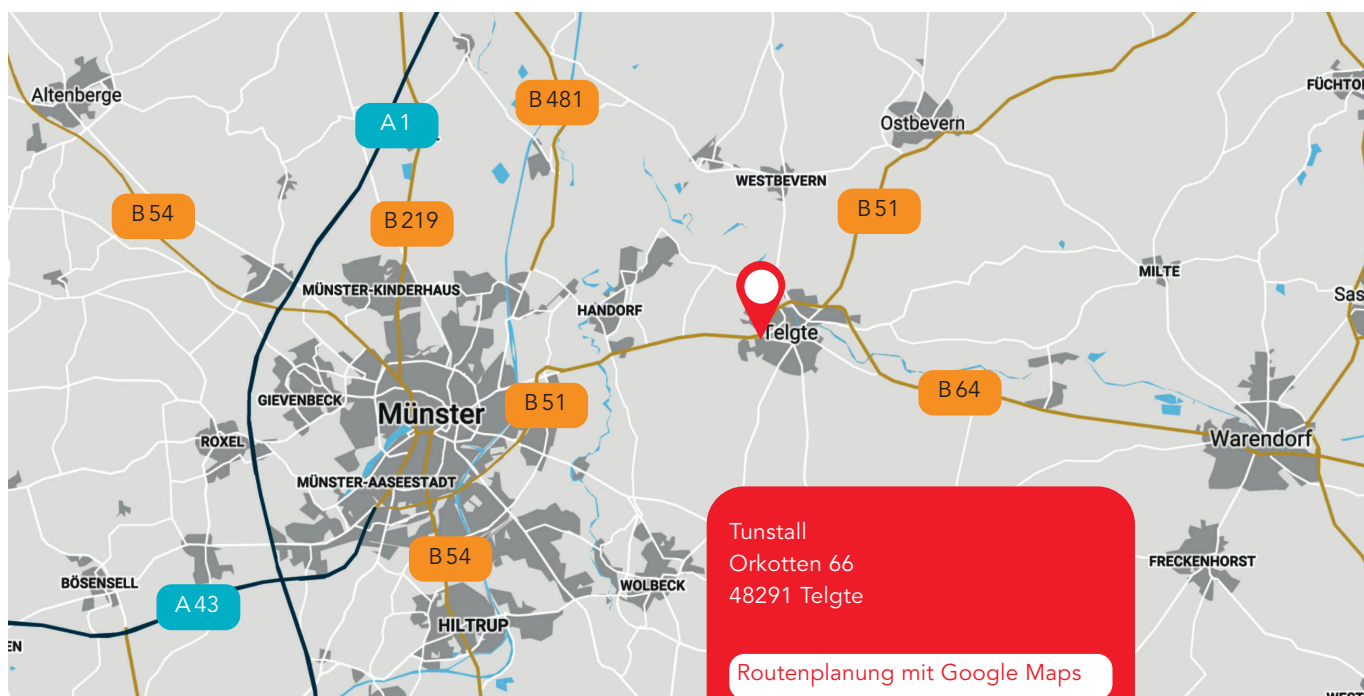 Altenberge
A 1
B 481
Ostbevern
FÜCHTO
WESTBEVERN
B 54
B 219
B 51
MÜNSTER-KINDERHAUS
HANDORF
MILTE
Sas
Telgte
GIEVENBECK
Münster
B 51
B 64
ROXEL
Warendorf
MÜNSTER-AASEESTADT
Tunstall
Orkotten 66
48291 Telgte
B 54
BÖSENSELL
WOLBECK
FRECKENHORST
A 43
HILTRUP
EN
Routenplanung mit Google Maps